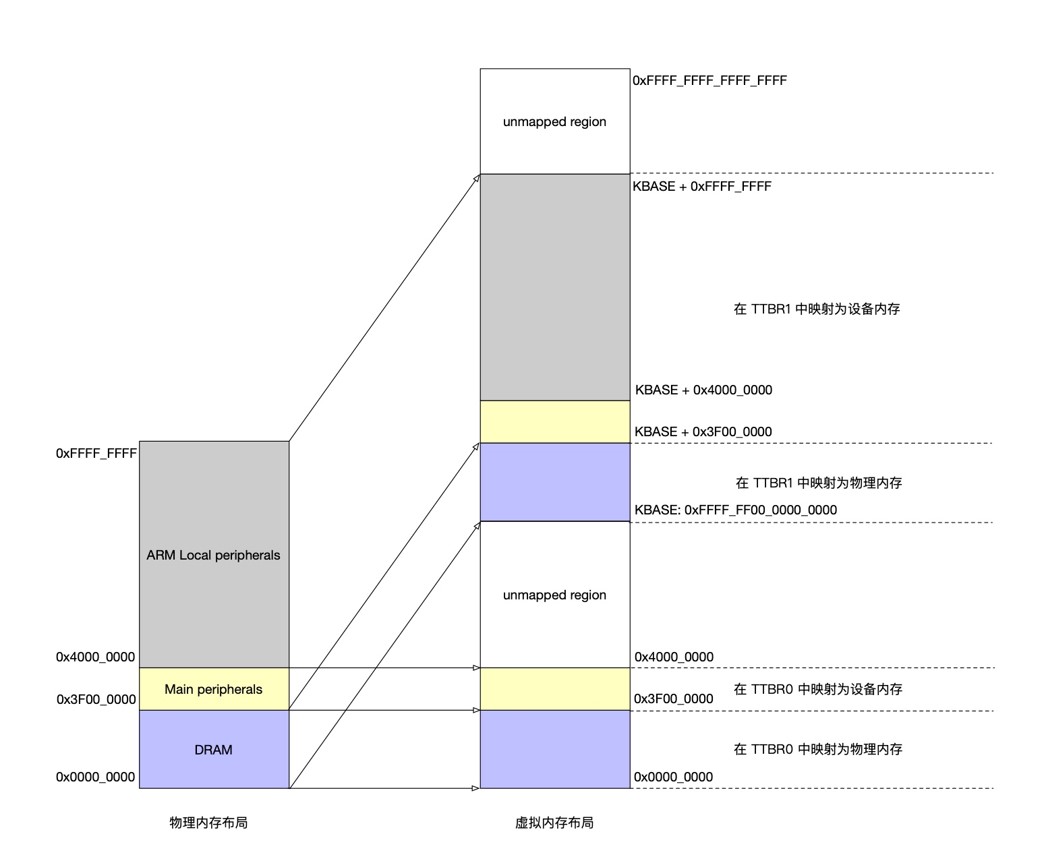 0xFFFF_FFFF_FFFF_FFFF
unmapped region
KBASE + 0xFFFF_FFFF
在 TTBR1 中映射为设备内存
KBASE + 0x4000_0000
KBASE + 0x3F00_0000
0xFFFF_FFFF
在 TTBR1 中映射为物理内存
KBASE: 0xFFFF_FF00_0000_0000
ARM Local peripherals
unmapped region
0x4000_0000
0x4000_0000
Main peripherals
在 TTBR0 中映射为设备内存
0x3F00_0000
0x3F00_0000
DRAM
在 TTBR0 中映射为物理内存
0x0000_0000
0x0000_0000
物理内存布局
虚拟内存布局